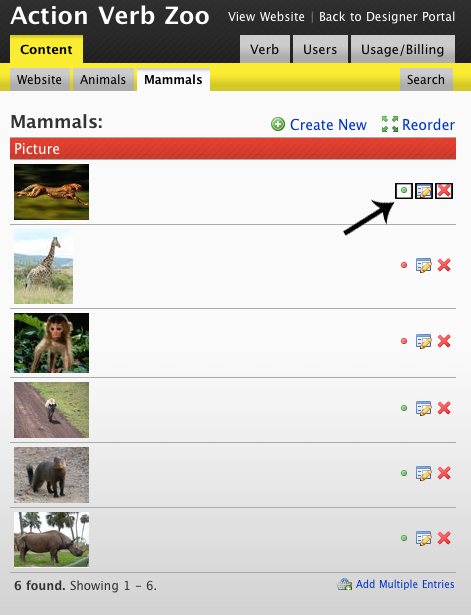 Action Verb Zoo
View Website | Back to Designer Portal
Content Verb Users Usage/Billing
Website Animals Mammals Search
Mammals: Create New Reorder
Picture
6 found. Showing 1 - 6. Add Multiple Entries